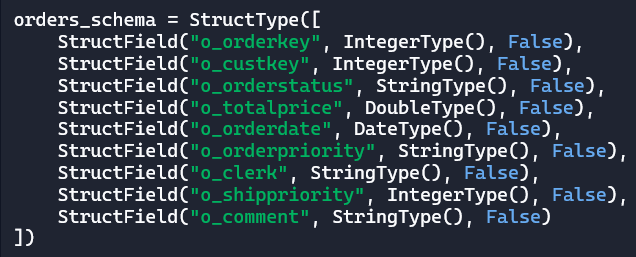 orders_schema = StructType([
    StructField("o_orderkey", IntegerType(), False),
    StructField("o_custkey", IntegerType(), False),
    StructField("o_orderstatus", StringType(), False),
    StructField("o_totalprice", DoubleType(), False),
    StructField("o_orderdate", DateType(), False),
    StructField("o_orderpriority", StringType(), False),
    StructField("o_clerk", StringType(), False),
    StructField("o_shippriority", IntegerType(), False),
    StructField("o_comment", StringType(), False)
])